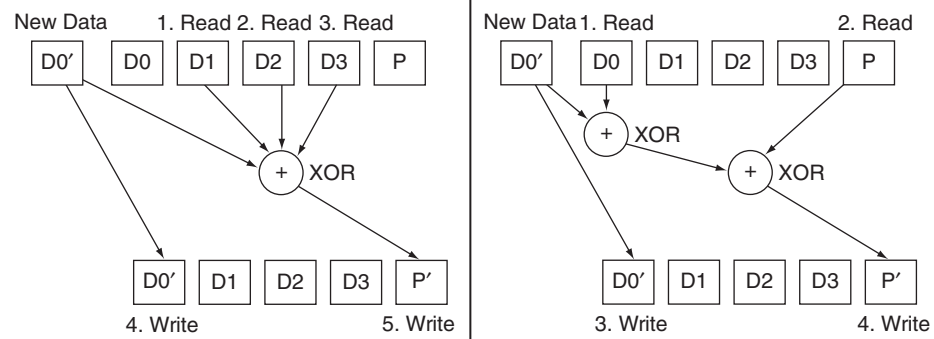 New Data 1. Read 2. Read 3. Read
D0′ D0 D1 D2 D3 P
+ XOR
D0′ D1 D2 D3 P′
4. Write 5. Write
New Data 1. Read 2. Read
D0′ D0 D1 D2 D3 P
+ XOR
+ XOR
D0′ D1 D2 D3 P′
3. Write 4. Write